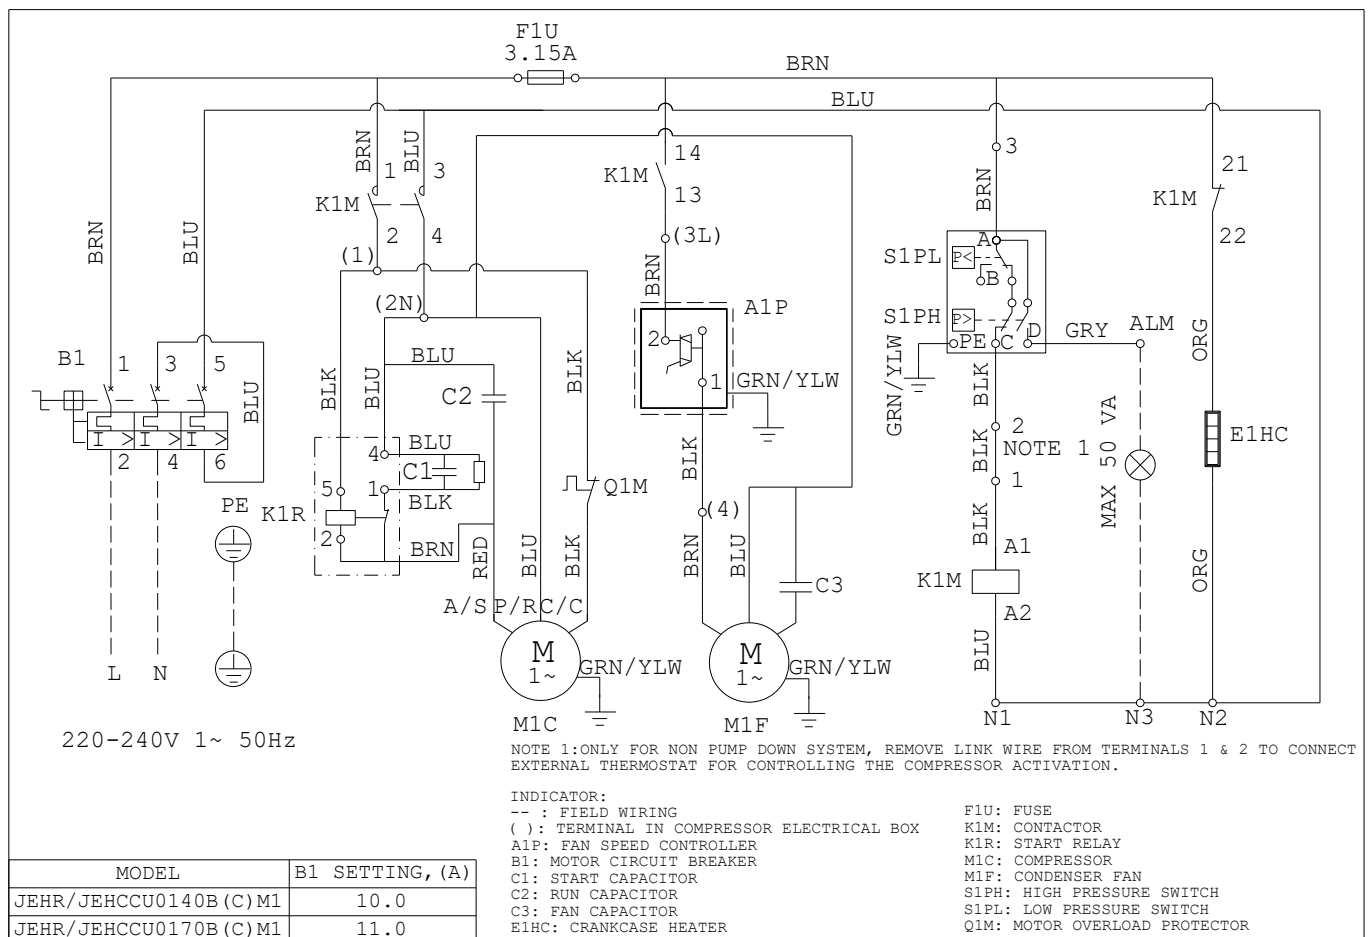 F1U
3.15A
BRN
BLU
BRN
BLU
BRN
BLU
1
3
K1M
2
4
(1)
(2N)
14
K1M
13
(3L)
BRN
A1P
2
1
GRN/YLW
BLK
(4)
BRN
BLU
C3
3
BRN
A
S1PL
P<
B
S1PH
P>
PE
C
D
GRY
ALM
GRN/YLW
BLK
2
BLK
NOTE 1
1
BLK
A1
K1M
A2
BLU
MAX 50 VA
21
K1M
22
ORG
E1HC
ORG
N1
N3
N2
B1
1
3
5
BLU
I >
I >
I >
2
4
6
PE
L
N
220-240V 1~ 50Hz
BLK
BLU
BLU
C2
BLK
4
BLU
C1
5
1
BLK
K1R
2
BRN
RED
BLU
BLK
Q1M
A/S
P/R
C/C
M
1~
GRN/YLW
M1C
M
1~
GRN/YLW
M1F
NOTE 1:ONLY FOR NON PUMP DOWN SYSTEM, REMOVE LINK WIRE FROM TERMINALS 1 & 2 TO CONNECT
EXTERNAL THERMOSTAT FOR CONTROLLING THE COMPRESSOR ACTIVATION.
INDICATOR:
-- : FIELD WIRING
( ): TERMINAL IN COMPRESSOR ELECTRICAL BOX
A1P: FAN SPEED CONTROLLER
B1: MOTOR CIRCUIT BREAKER
C1: START CAPACITOR
C2: RUN CAPACITOR
C3: FAN CAPACITOR
E1HC: CRANKCASE HEATER
F1U: FUSE
K1M: CONTACTOR
K1R: START RELAY
M1C: COMPRESSOR
M1F: CONDENSER FAN
S1PH: HIGH PRESSURE SWITCH
S1PL: LOW PRESSURE SWITCH
Q1M: MOTOR OVERLOAD PROTECTOR
MODEL B1 SETTING,(A)
JEHR/JEHCCU0140B(C)M1 10.0
JEHR/JEHCCU0170B(C)M1 11.0